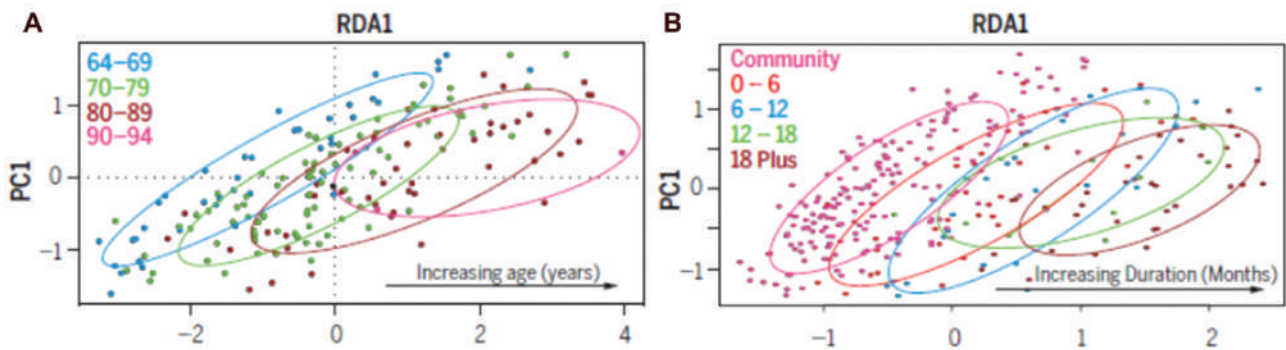 A
RDA1
64–69
70–79
80–89
90–94
PC1
1
0
−1
Increasing age (years)
−2
0
2
4
B
RDA1
Community
0 – 6
6 – 12
12 – 18
18 Plus
PC1
1
0
−1
Increasing Duration (Months)
−1
0
1
2